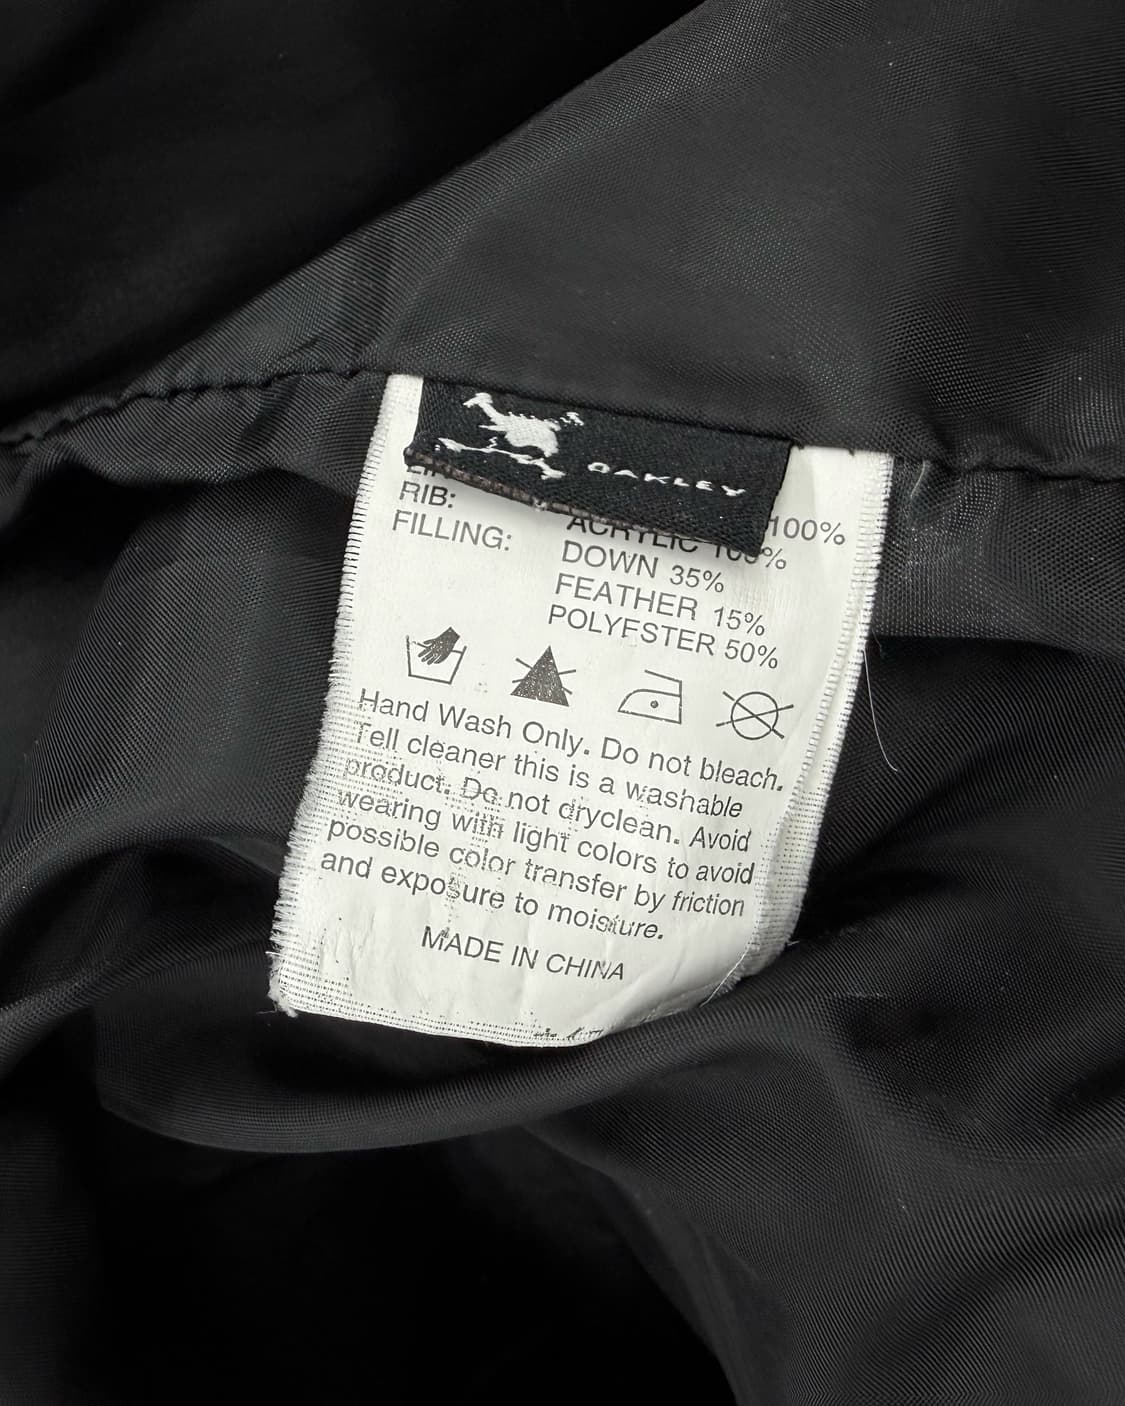 OAKLEY
100%
RIB: ACRYLIC 100%
FILLING: DOWN 35%
FEATHER 15%
POLYFSTER 50%
Hand Wash Only. Do not bleach.
Tell cleaner this is a washable
product. Do not dryclean. Avoid
wearing with light colors to avoid
possible color transfer by friction
and exposure to moisture.
MADE IN CHINA